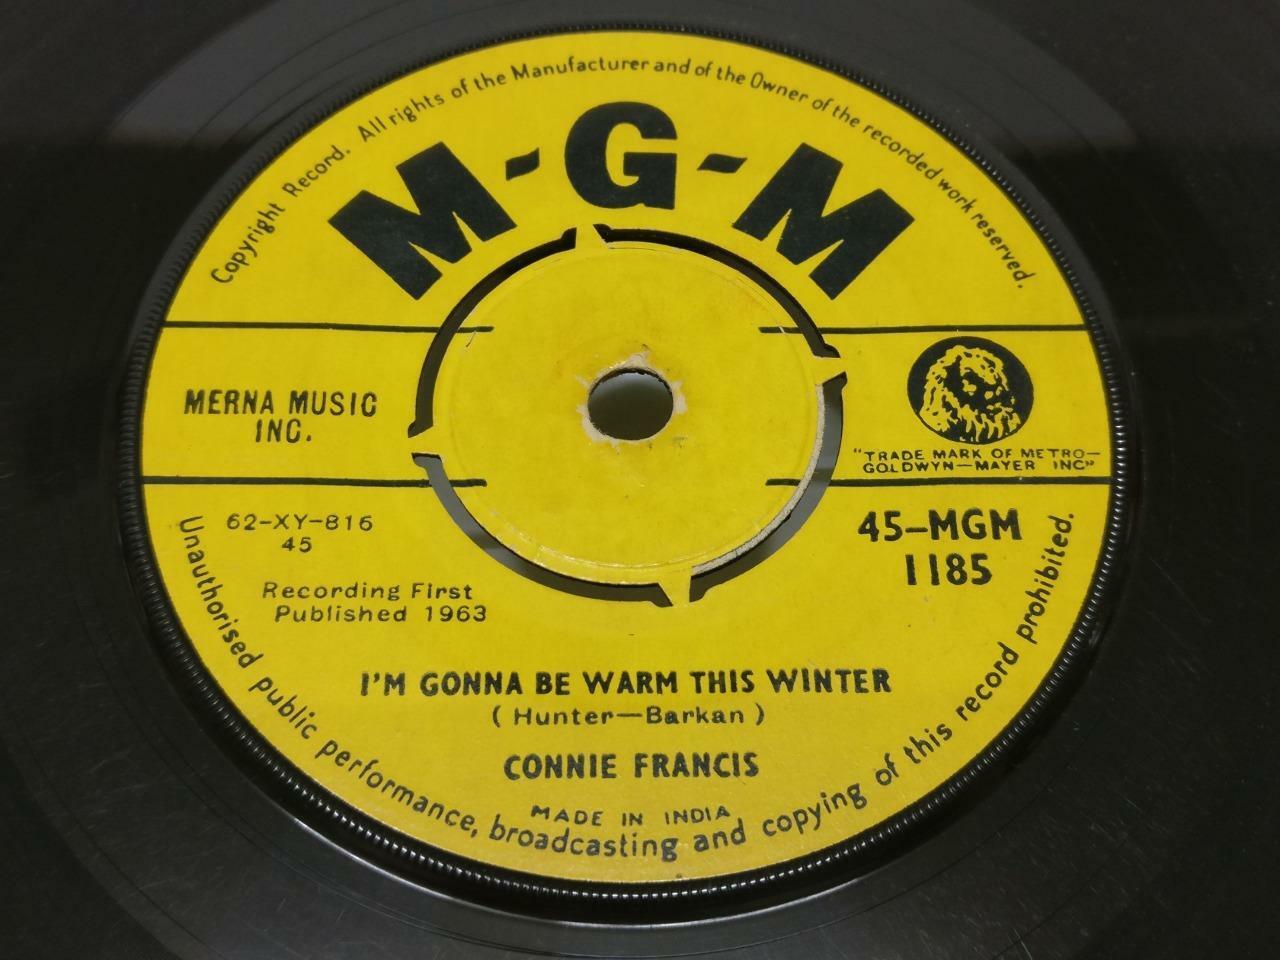 Copyright Record. All rights of the Manufacturer and of the Owner of the recorded work reserved.
M-G-M
MERNA MUSIC
INC.
"TRADE MARK OF METRO—
GOLDWYN—MAYER INC"
62-XY-816
45
45-MGM
1185
Recording First
Published 1963
I'M GONNA BE WARM THIS WINTER
( Hunter—Barkan )
CONNIE FRANCIS
MADE IN INDIA
Unauthorised public performance, broadcasting and copying of this record prohibited.